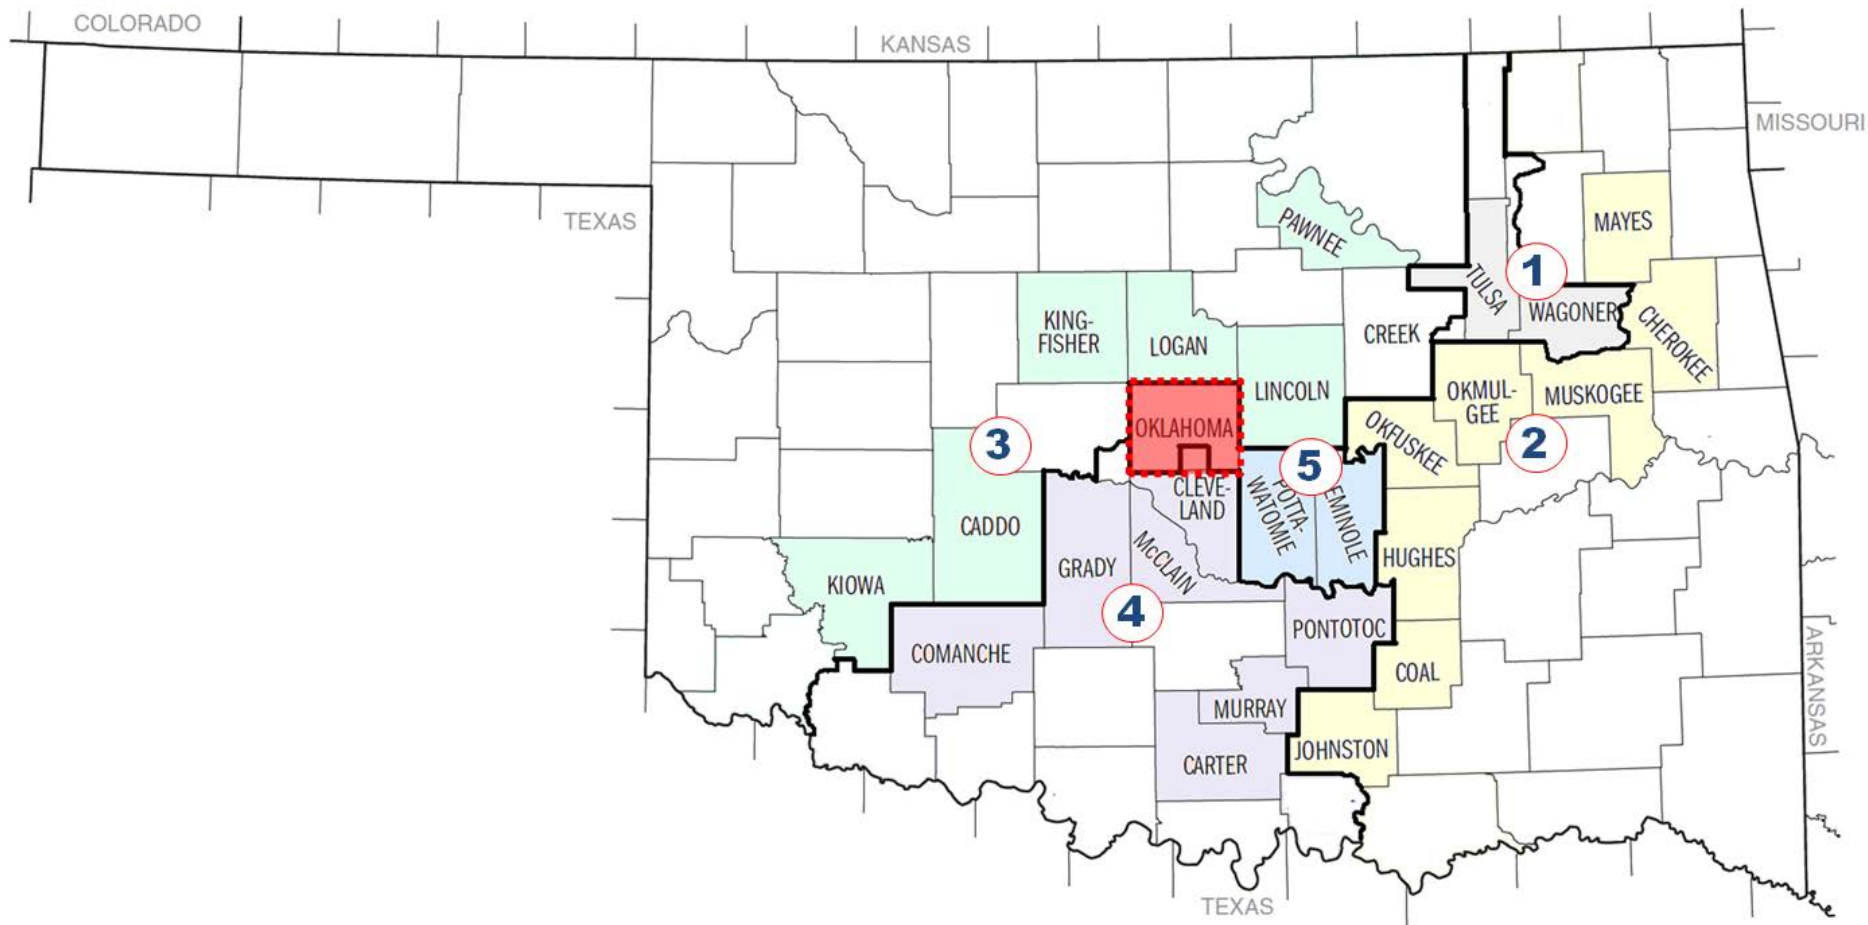 COLORADO
KANSAS
MISSOURI
TEXAS
PAWNEE
MAYES
1
TULSA
WAGONER
CHEROKEE
KING-
FISHER
LOGAN
CREEK
LINCOLN
OKMUL-
GEE
MUSKOGEE
OKLAHOMA
OKFUSKEE
3
5
2
CADDO
CLEVE-
LAND
POTTA-
WATOMIE
EMINOLE
HUGHES
KIOWA
GRADY
McCLAIN
4
PONTOTOC
COMANCHE
COAL
ARKANSAS
MURRAY
JOHNSTON
CARTER
TEXAS